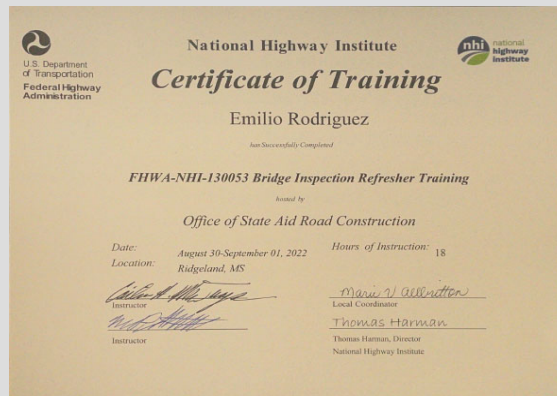 U.S. Department
of Transportation
Federal Highway
Administration
National Highway Institute
nhi national
highway
institute
Certificate of Training
Emilio Rodriguez
has Successfully Completed
FHWA-NHI-130053 Bridge Inspection Refresher Training
hosted by
Office of State Aid Road Construction
Date: August 30-September 01, 2022
Hours of Instruction: 18
Location: Ridgeland, MS
Instructor
Marie V Allbritton
Local Coordinator
Instructor
Thomas Harman
Thomas Harman, Director
National Highway Institute